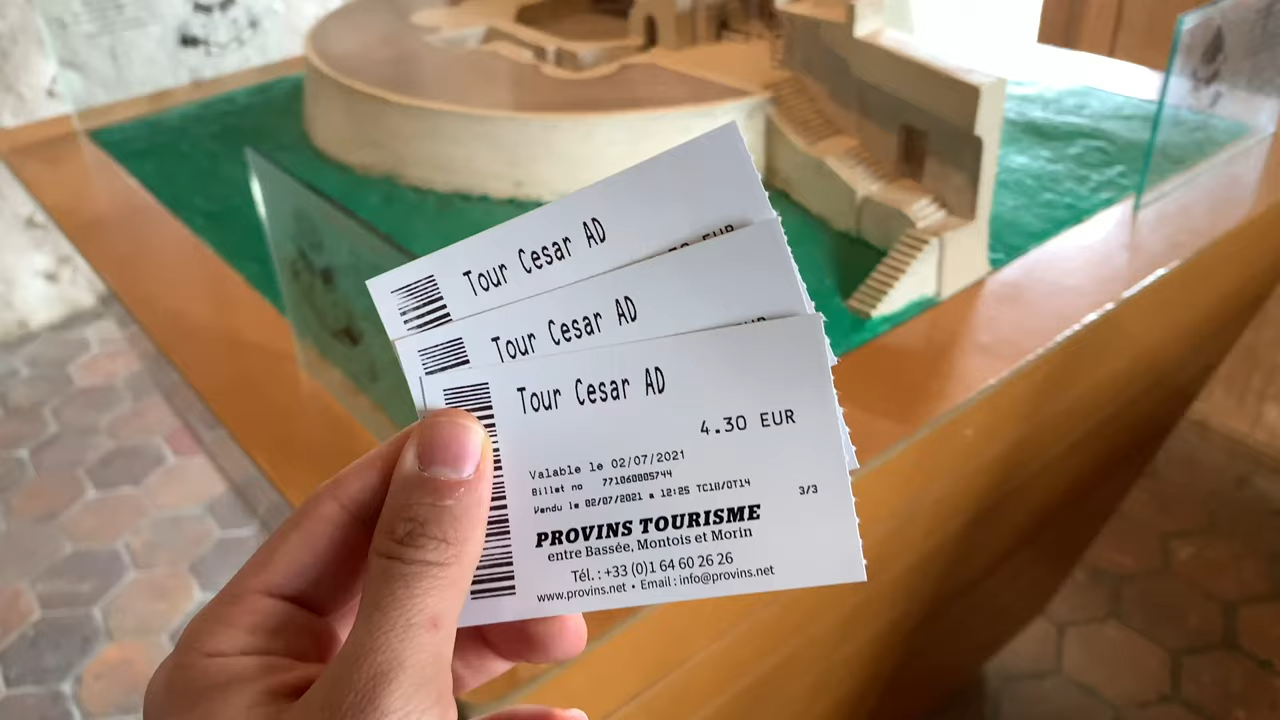 Tour Cesar AD
Tour Cesar AD
Tour Cesar AD
4.30 EUR
Valable le 02/07/2021
Billet no 771060005744
Vendu le 02/07/2021 a 12:25 TC18/OT14
3/3
PROVINS TOURISME
entre Bassée, Montois et Morin
Tél. : +33 (0)1 64 60 26 26
www.provins.net • Email : info@provins.net